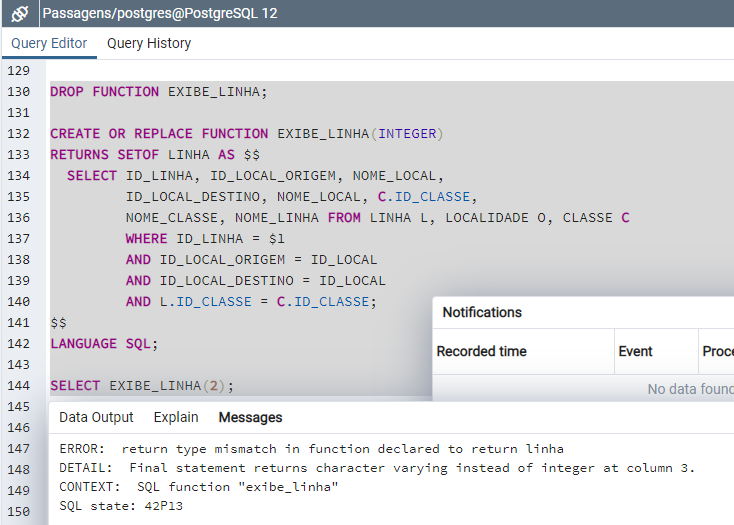 Passagens/postgres@PostgreSQL 12
Query Editor Query History
129
130 DROP FUNCTION EXIBE_LINHA;
131
132 CREATE OR REPLACE FUNCTION EXIBE_LINHA(INTEGER)
133 RETURNS SETOF LINHA AS $$
134 SELECT ID_LINHA, ID_LOCAL_ORIGEM, NOME_LOCAL,
135 ID_LOCAL_DESTINO, NOME_LOCAL, C.ID_CLASSE,
136 NOME_CLASSE, NOME_LINHA FROM LINHA L, LOCALIDADE O, CLASSE C
137 WHERE ID_LINHA = $1
138 AND ID_LOCAL_ORIGEM = ID_LOCAL
139 AND ID_LOCAL_DESTINO = ID_LOCAL
140 AND L.ID_CLASSE = C.ID_CLASSE;
141 $$
142 LANGUAGE SQL;
143
144 SELECT EXIBE_LINHA(2);
Notifications
Recorded time Event Proce
No data found
145
146
147
148
149
150
Data Output Explain Messages
ERROR: return type mismatch in function declared to return linha
DETAIL: Final statement returns character varying instead of integer at column 3.
CONTEXT: SQL function "exibe_linha"
SQL state: 42P13